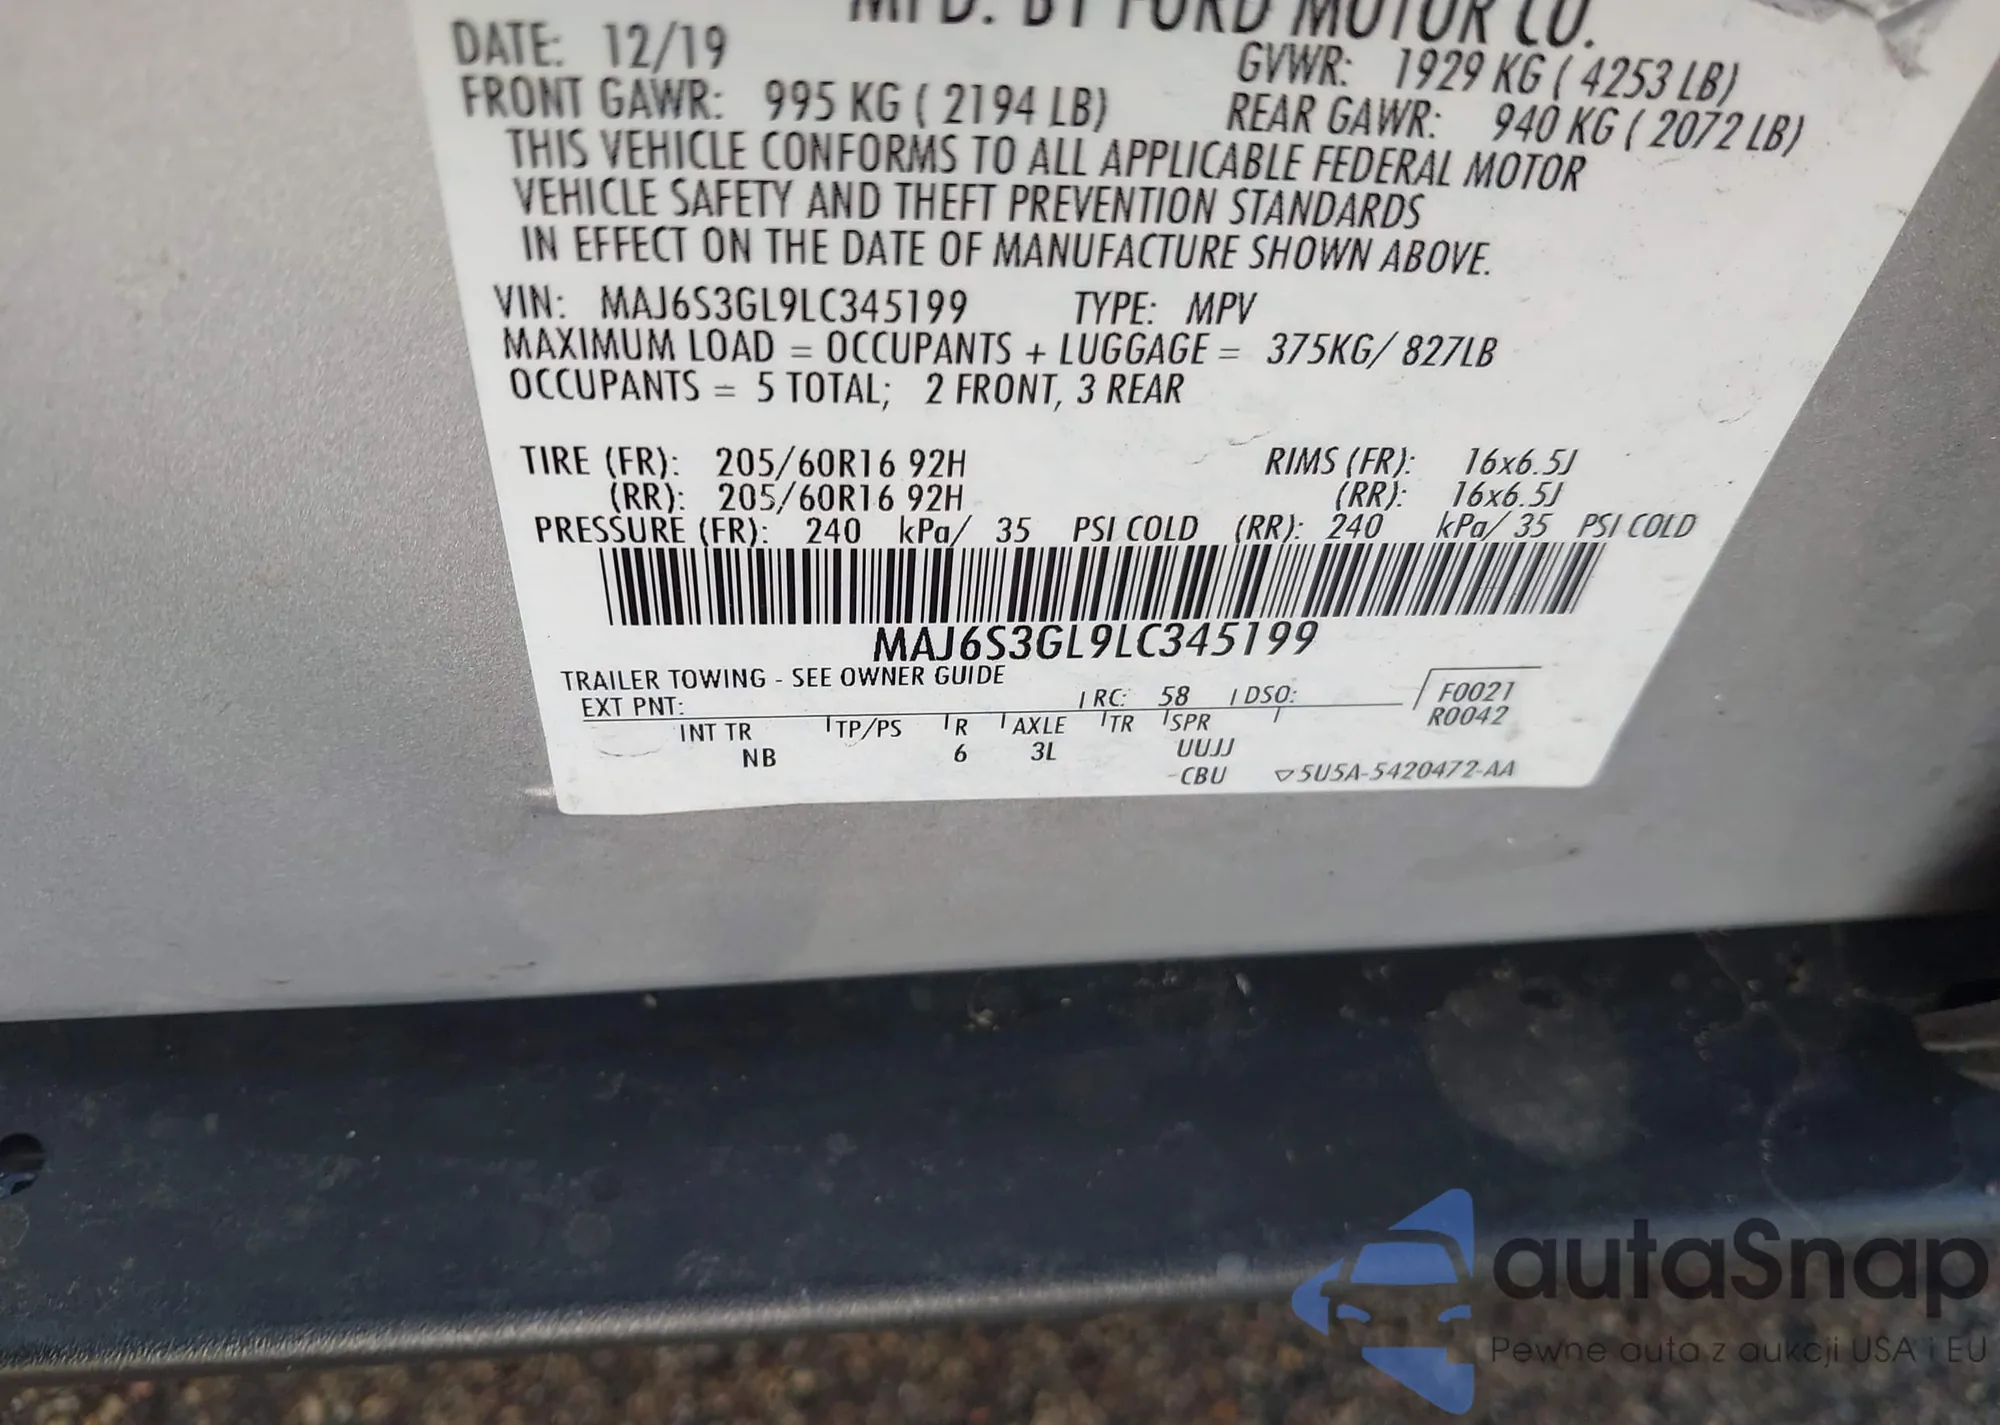 MFD. BY FORD MOTOR CO.
DATE: 12/19 GVWR: 1929 KG ( 4253 LB)
FRONT GAWR: 995 KG ( 2194 LB) REAR GAWR: 940 KG ( 2072 LB)
THIS VEHICLE CONFORMS TO ALL APPLICABLE FEDERAL MOTOR
VEHICLE SAFETY AND THEFT PREVENTION STANDARDS
IN EFFECT ON THE DATE OF MANUFACTURE SHOWN ABOVE.
VIN: MAJ6S3GL9LC345199 TYPE: MPV
MAXIMUM LOAD = OCCUPANTS + LUGGAGE = 375KG/ 827LB
OCCUPANTS = 5 TOTAL; 2 FRONT, 3 REAR
TIRE (FR): 205/60R16 92H RIMS (FR): 16x6.5J
(RR): 205/60R16 92H (RR): 16x6.5J
PRESSURE (FR): 240 kPa/ 35 PSI COLD (RR): 240 kPa/ 35 PSI COLD
MAJ6S3GL9LC345199
TRAILER TOWING - SEE OWNER GUIDE
EXT PNT: RC: 58 DSO: F0021
R0042
INT TR TP/PS R AXLE TR SPR
NB 6 3L UUJJ
CBU 5U5A-5420472-AA
autaSnap
Pewne auta z aukcji USA i EU